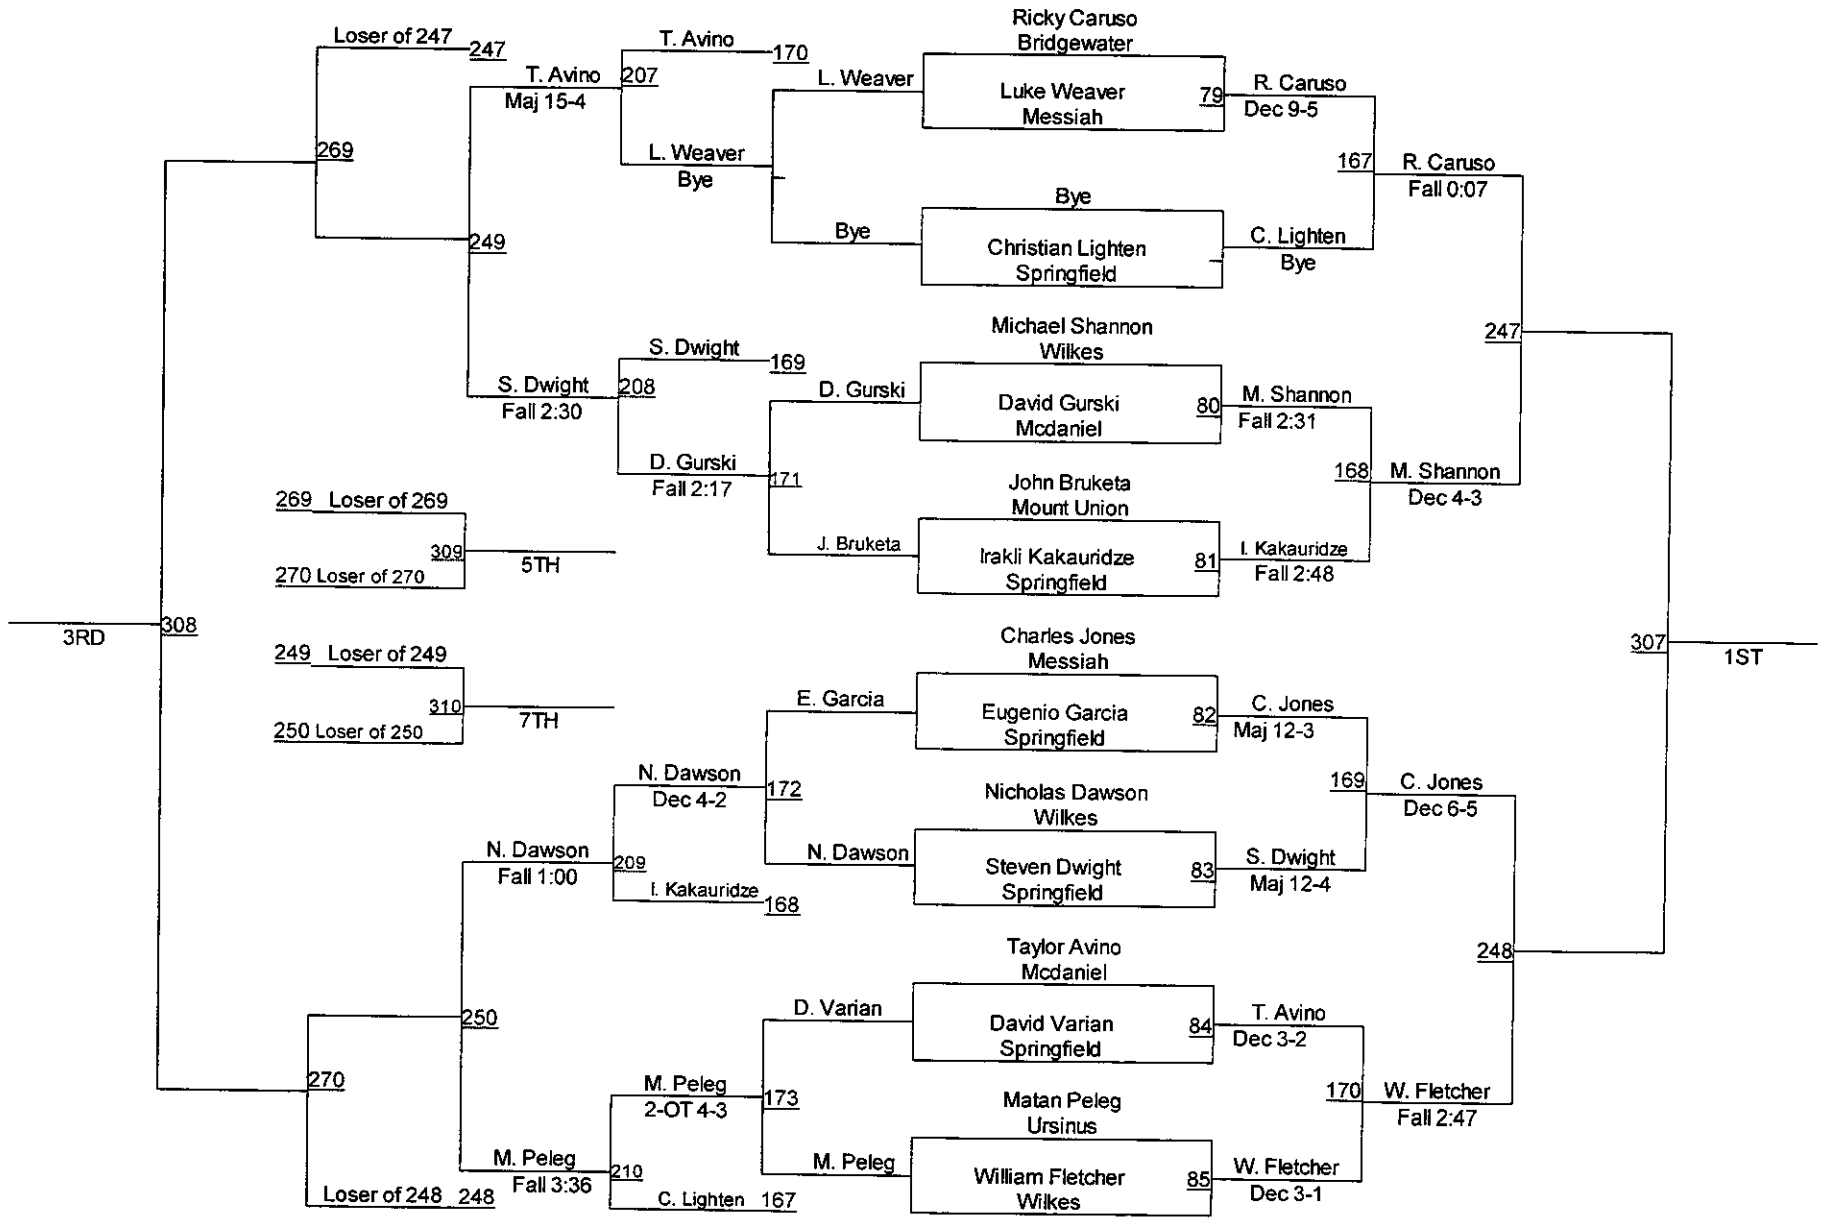 Ricky Caruso
Bridgewater
Loser of 247 247
T. Avino 170
T. Avino 207
Maj 15-4
L. Weaver
Luke Weaver
Messiah
79
R. Caruso
Dec 9-5
269
L. Weaver
Bye
167
R. Caruso
Fall 0:07
Bye
Bye
Christian Lighten
Springfield
C. Lighten
Bye
249
Michael Shannon
Wilkes
247
S. Dwight 169
S. Dwight 208
Fall 2:30
D. Gurski
David Gurski
Mcdaniel
80
M. Shannon
Fall 2:31
D. Gurski
Fall 2:17
171
168
M. Shannon
Dec 4-3
John Bruketa
Mount Union
269 Loser of 269
309
5TH
270 Loser of 270
J. Bruketa
Irakli Kakauridze
Springfield
81
I. Kakauridze
Fall 2:48
3RD
308
Charles Jones
Messiah
307
1ST
249 Loser of 249
310
7TH
250 Loser of 250
E. Garcia
Eugenio Garcia
Springfield
82
C. Jones
Maj 12-3
N. Dawson
Dec 4-2
172
169
C. Jones
Dec 6-5
Nicholas Dawson
Wilkes
N. Dawson
Fall 1:00
209
N. Dawson
Steven Dwight
Springfield
83
S. Dwight
Maj 12-4
I. Kakauridze 168
Taylor Avino
Mcdaniel
248
250
D. Varian
David Varian
Springfield
84
T. Avino
Dec 3-2
270
M. Peleg
2-OT 4-3
173
170
W. Fletcher
Fall 2:47
Matan Peleg
Ursinus
M. Peleg
Fall 3:36
210
M. Peleg
William Fletcher
Wilkes
85
W. Fletcher
Dec 3-1
Loser of 248 248
C. Lighten 167